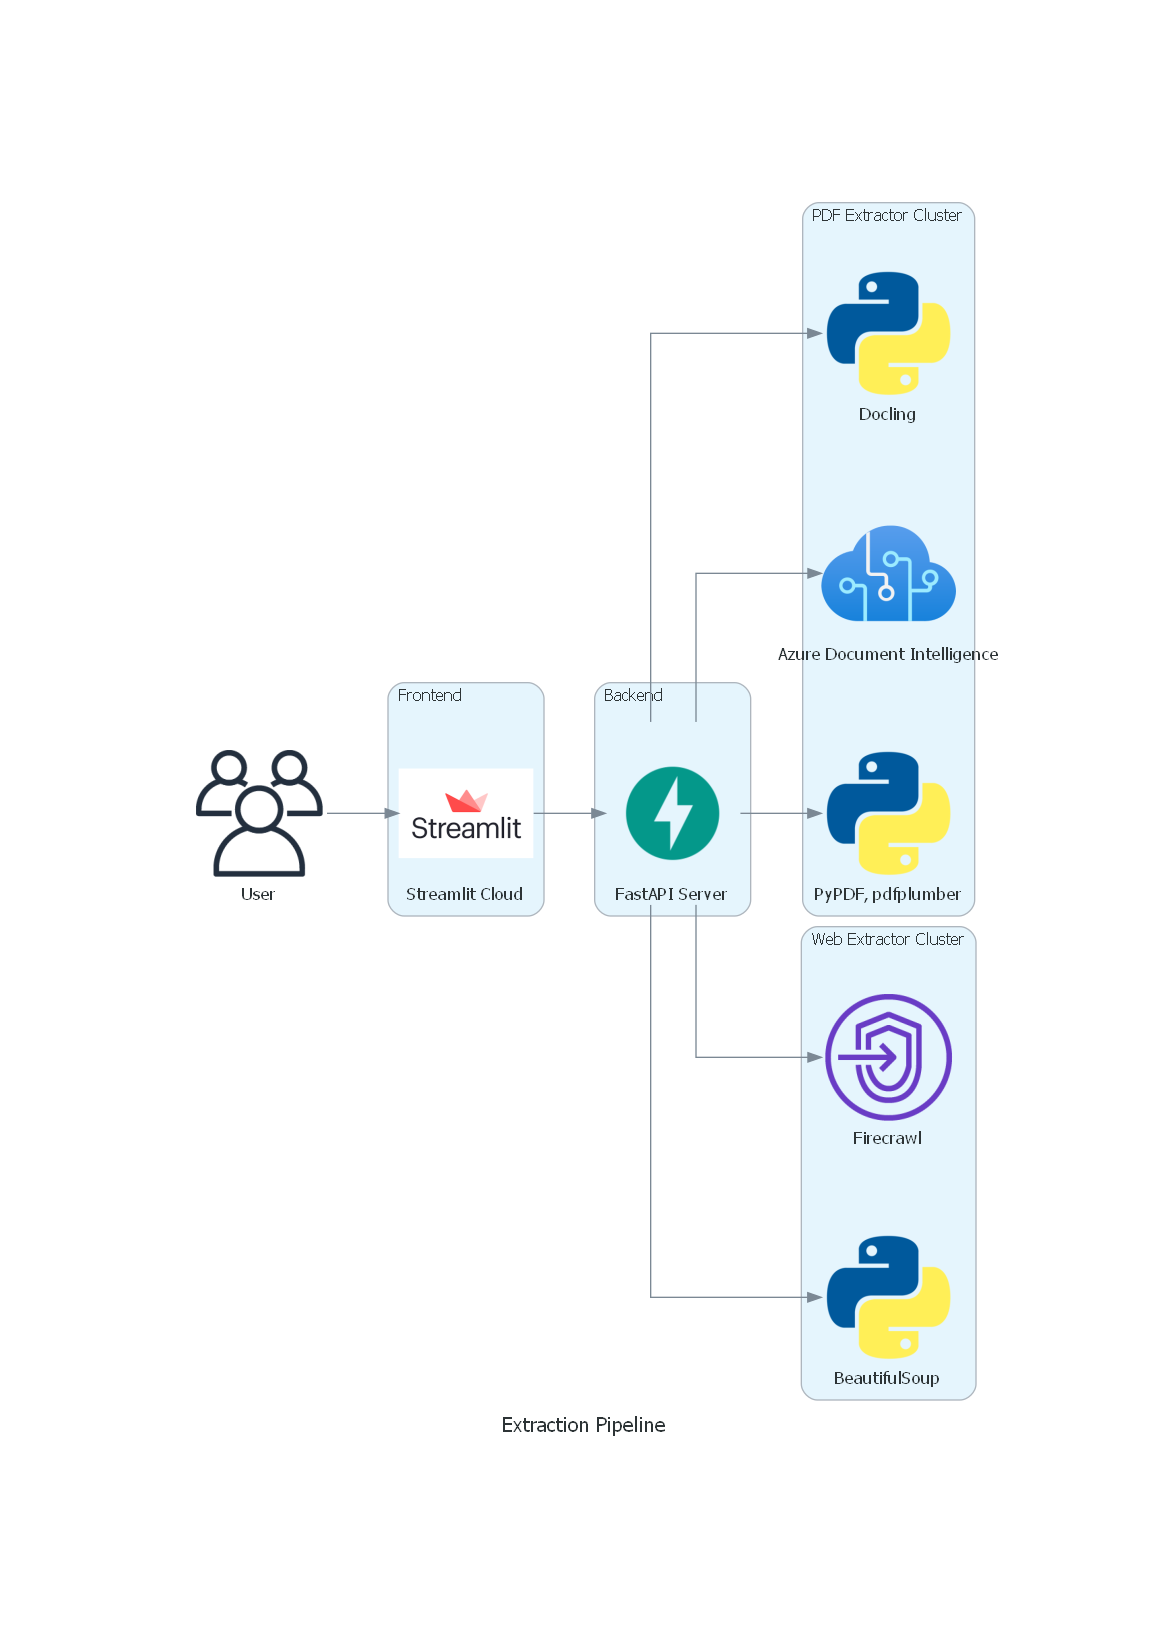 PDF Extractor Cluster
Docling
Azure Document Intelligence
Frontend
Backend
Streamlit
User
Streamlit Cloud
FastAPI Server
PyPDF, pdfplumber
Web Extractor Cluster
Firecrawl
BeautifulSoup
Extraction Pipeline